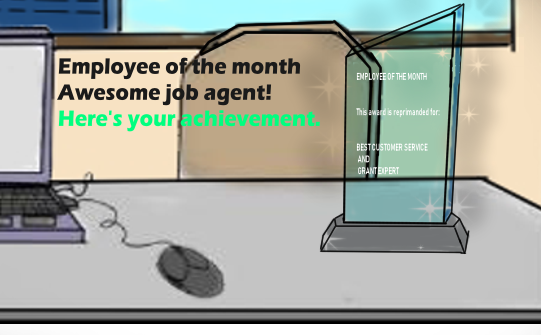 Employee of the month
Awesome job agent!
Here's your achievement.
EMPLOYEE OF THE MONTH
This award is reprimanded for:
BEST CUSTOMER SERVICE
AND
GRANT EXPERT